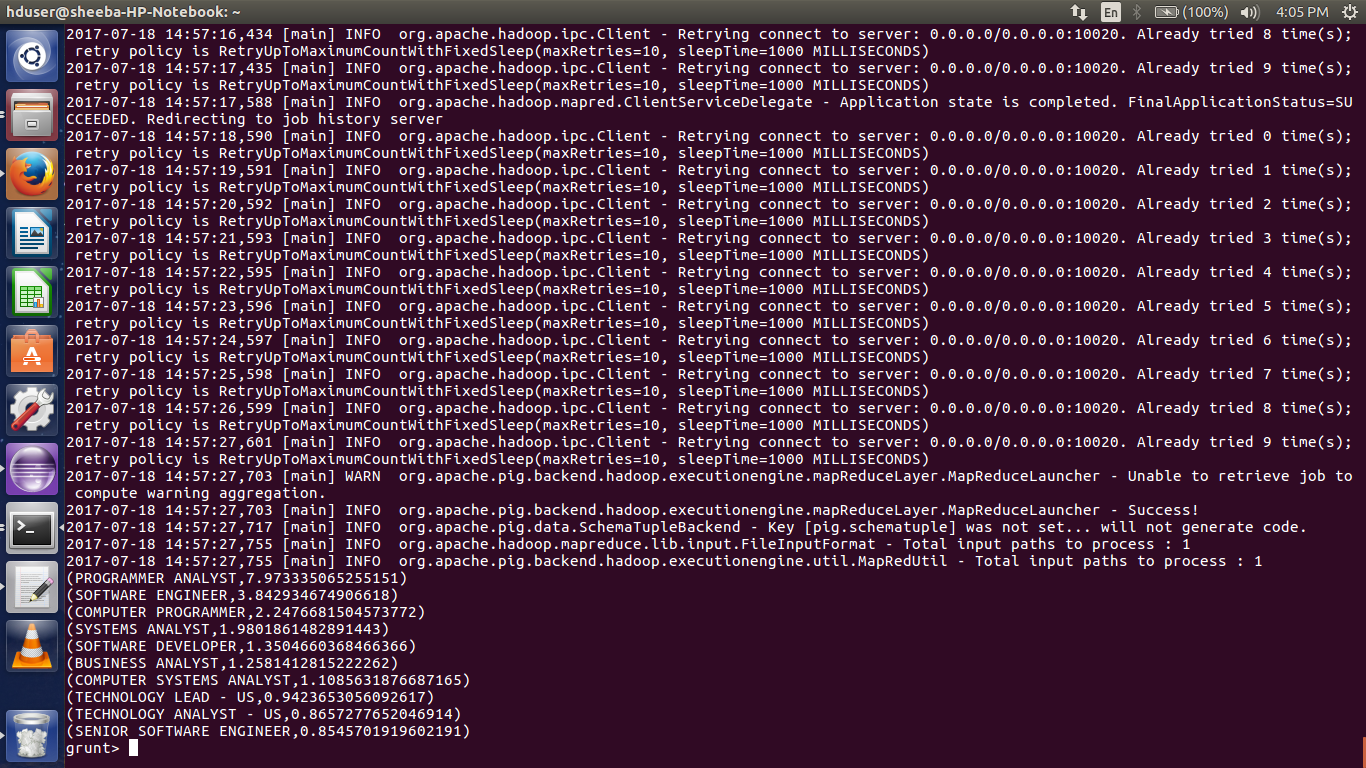 hduser@sheeba-HP-Notebook: ~
En (100%) 4:05 PM
2017-07-18 14:57:16,434 [main] INFO  org.apache.hadoop.ipc.Client - Retrying connect to server: 0.0.0.0/0.0.0.0:10020. Already tried 8 time(s);
 retry policy is RetryUpToMaximumCountWithFixedSleep(maxRetries=10, sleepTime=1000 MILLISECONDS)
2017-07-18 14:57:17,435 [main] INFO  org.apache.hadoop.ipc.Client - Retrying connect to server: 0.0.0.0/0.0.0.0:10020. Already tried 9 time(s);
 retry policy is RetryUpToMaximumCountWithFixedSleep(maxRetries=10, sleepTime=1000 MILLISECONDS)
2017-07-18 14:57:17,588 [main] INFO  org.apache.hadoop.mapred.ClientServiceDelegate - Application state is completed. FinalApplicationStatus=SU
CCEEDED. Redirecting to job history server
2017-07-18 14:57:18,590 [main] INFO  org.apache.hadoop.ipc.Client - Retrying connect to server: 0.0.0.0/0.0.0.0:10020. Already tried 0 time(s);
 retry policy is RetryUpToMaximumCountWithFixedSleep(maxRetries=10, sleepTime=1000 MILLISECONDS)
2017-07-18 14:57:19,591 [main] INFO  org.apache.hadoop.ipc.Client - Retrying connect to server: 0.0.0.0/0.0.0.0:10020. Already tried 1 time(s);
 retry policy is RetryUpToMaximumCountWithFixedSleep(maxRetries=10, sleepTime=1000 MILLISECONDS)
2017-07-18 14:57:20,592 [main] INFO  org.apache.hadoop.ipc.Client - Retrying connect to server: 0.0.0.0/0.0.0.0:10020. Already tried 2 time(s);
 retry policy is RetryUpToMaximumCountWithFixedSleep(maxRetries=10, sleepTime=1000 MILLISECONDS)
2017-07-18 14:57:21,593 [main] INFO  org.apache.hadoop.ipc.Client - Retrying connect to server: 0.0.0.0/0.0.0.0:10020. Already tried 3 time(s);
 retry policy is RetryUpToMaximumCountWithFixedSleep(maxRetries=10, sleepTime=1000 MILLISECONDS)
2017-07-18 14:57:22,595 [main] INFO  org.apache.hadoop.ipc.Client - Retrying connect to server: 0.0.0.0/0.0.0.0:10020. Already tried 4 time(s);
 retry policy is RetryUpToMaximumCountWithFixedSleep(maxRetries=10, sleepTime=1000 MILLISECONDS)
2017-07-18 14:57:23,596 [main] INFO  org.apache.hadoop.ipc.Client - Retrying connect to server: 0.0.0.0/0.0.0.0:10020. Already tried 5 time(s);
 retry policy is RetryUpToMaximumCountWithFixedSleep(maxRetries=10, sleepTime=1000 MILLISECONDS)
2017-07-18 14:57:24,597 [main] INFO  org.apache.hadoop.ipc.Client - Retrying connect to server: 0.0.0.0/0.0.0.0:10020. Already tried 6 time(s);
 retry policy is RetryUpToMaximumCountWithFixedSleep(maxRetries=10, sleepTime=1000 MILLISECONDS)
2017-07-18 14:57:25,598 [main] INFO  org.apache.hadoop.ipc.Client - Retrying connect to server: 0.0.0.0/0.0.0.0:10020. Already tried 7 time(s);
 retry policy is RetryUpToMaximumCountWithFixedSleep(maxRetries=10, sleepTime=1000 MILLISECONDS)
2017-07-18 14:57:26,599 [main] INFO  org.apache.hadoop.ipc.Client - Retrying connect to server: 0.0.0.0/0.0.0.0:10020. Already tried 8 time(s);
 retry policy is RetryUpToMaximumCountWithFixedSleep(maxRetries=10, sleepTime=1000 MILLISECONDS)
2017-07-18 14:57:27,601 [main] INFO  org.apache.hadoop.ipc.Client - Retrying connect to server: 0.0.0.0/0.0.0.0:10020. Already tried 9 time(s);
 retry policy is RetryUpToMaximumCountWithFixedSleep(maxRetries=10, sleepTime=1000 MILLISECONDS)
2017-07-18 14:57:27,703 [main] WARN  org.apache.pig.backend.hadoop.executionengine.mapReduceLayer.MapReduceLauncher - Unable to retrieve job to
 compute warning aggregation.
2017-07-18 14:57:27,703 [main] INFO  org.apache.pig.backend.hadoop.executionengine.mapReduceLayer.MapReduceLauncher - Success!
2017-07-18 14:57:27,717 [main] INFO  org.apache.pig.data.SchemaTupleBackend - Key [pig.schematuple] was not set... will not generate code.
2017-07-18 14:57:27,755 [main] INFO  org.apache.hadoop.mapreduce.lib.input.FileInputFormat - Total input paths to process : 1
2017-07-18 14:57:27,755 [main] INFO  org.apache.pig.backend.hadoop.executionengine.util.MapRedUtil - Total input paths to process : 1
(PROGRAMMER ANALYST,7.973335065255151)
(SOFTWARE ENGINEER,3.842934674906618)
(COMPUTER PROGRAMMER,2.2476681504573772)
(SYSTEMS ANALYST,1.9801861482891443)
(SOFTWARE DEVELOPER,1.3504660368466366)
(BUSINESS ANALYST,1.2581412815222262)
(COMPUTER SYSTEMS ANALYST,1.1085631876687165)
(TECHNOLOGY LEAD - US,0.9423653056092617)
(TECHNOLOGY ANALYST - US,0.8657277652046914)
(SENIOR SOFTWARE ENGINEER,0.8545701919602191)
grunt>